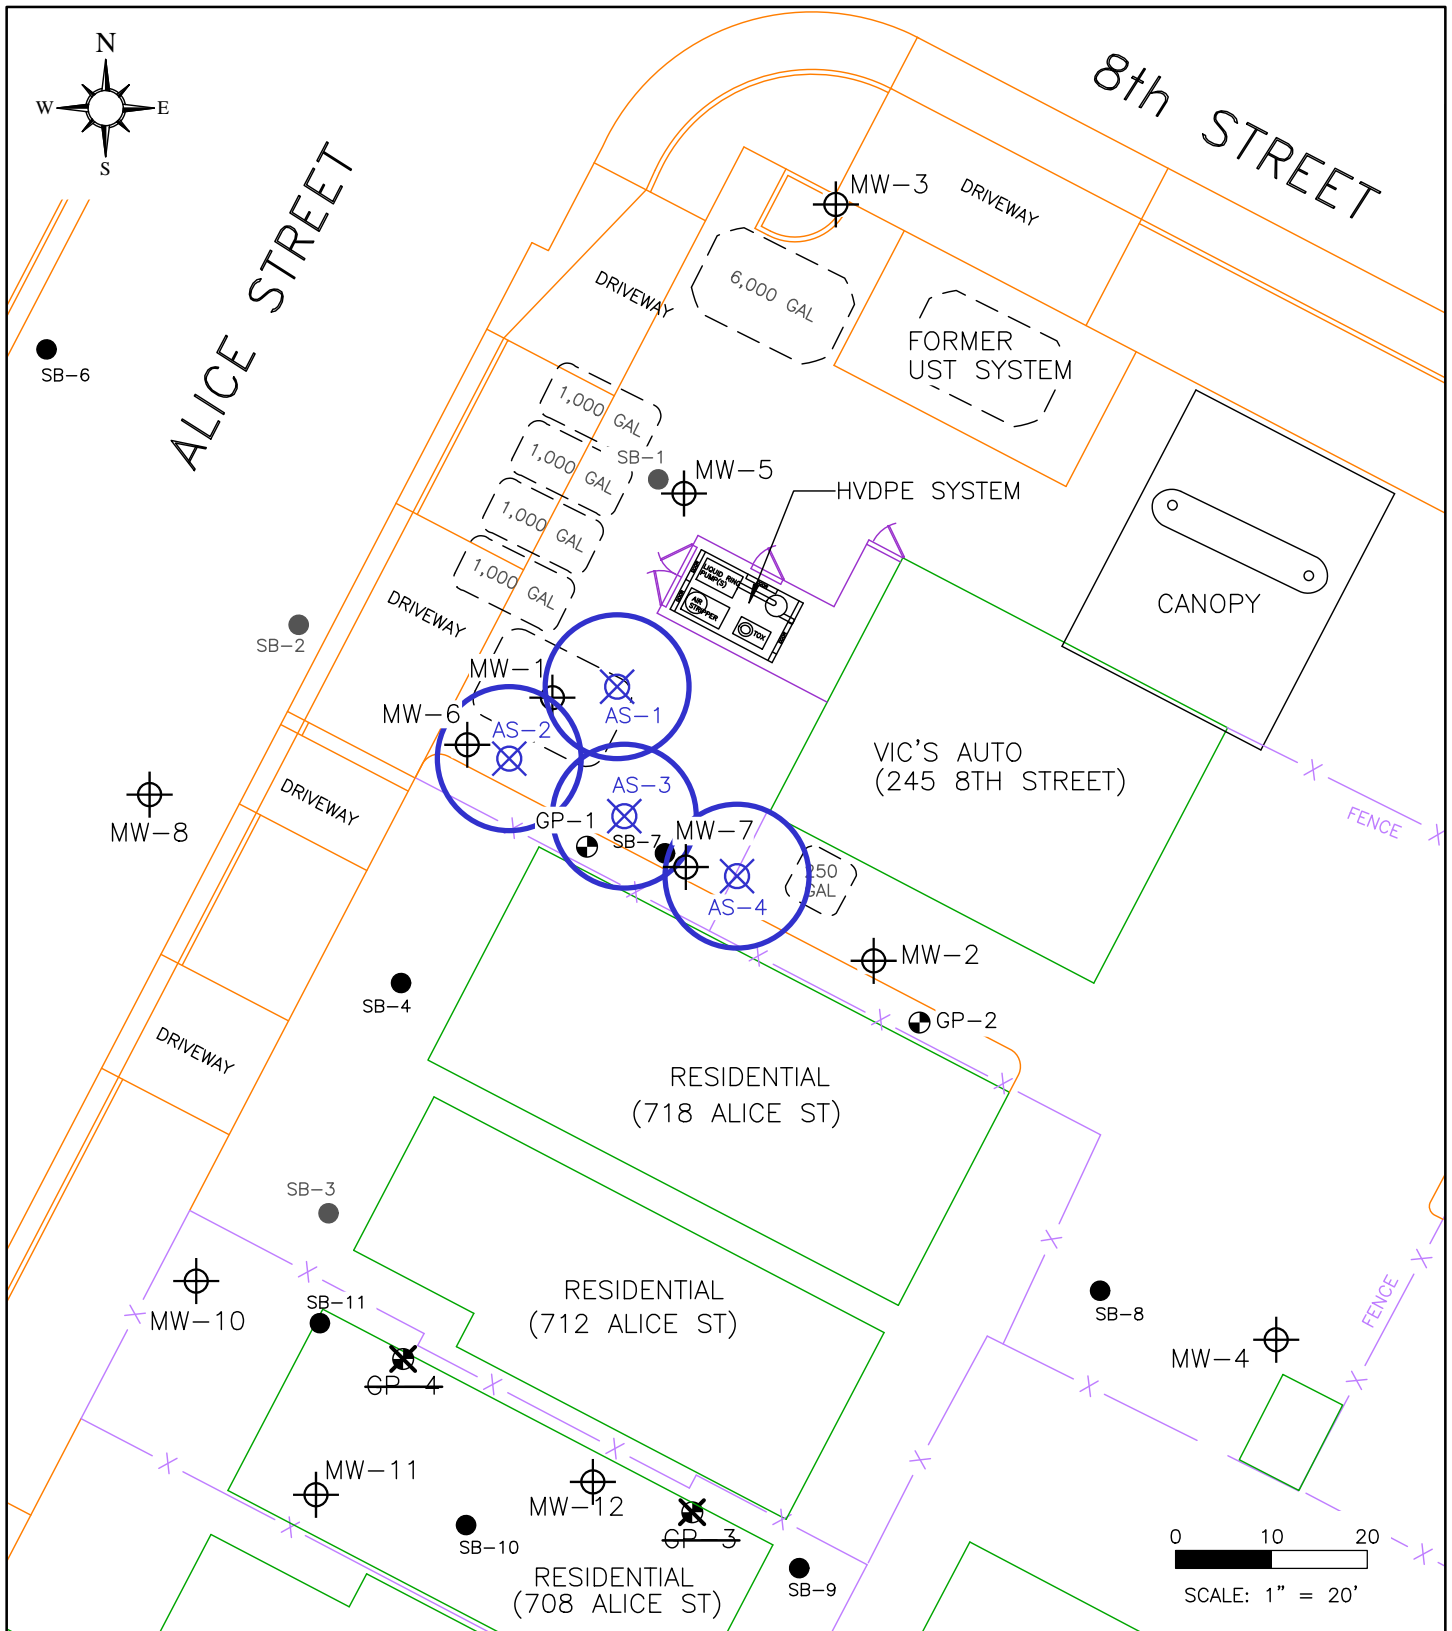 N
W
E
S
8th STREET
ALICE STREET
MW-3
DRIVEWAY
DRIVEWAY
6,000 GAL
FORMER
UST SYSTEM
SB-6
1,000 GAL
1,000 GAL
1,000 GAL
1,000 GAL
SB-1
MW-5
HVDPE SYSTEM
LIQUID RING
PUMP(S)
AIR
STRIPPER
TOX
CANOPY
DRIVEWAY
SB-2
MW-1
MW-6
AS-1
AS-2
VIC'S AUTO
(245 8TH STREET)
AS-3
DRIVEWAY
MW-8
GP-1
SB-7
MW-7
FENCE
250
GAL
AS-4
MW-2
SB-4
GP-2
DRIVEWAY
RESIDENTIAL
(718 ALICE ST)
SB-3
MW-10
SB-11
RESIDENTIAL
(712 ALICE ST)
SB-8
FENCE
MW-4
GP-4
MW-11
MW-12
SB-10
GP-3
RESIDENTIAL
(708 ALICE ST)
SB-9
0 10 20
SCALE: 1" = 20'